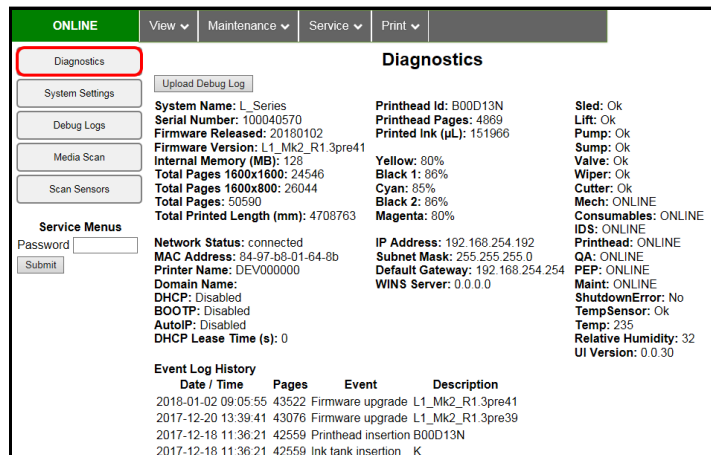 ONLINE
View
Maintenance
Service
Print
Diagnostics
System Settings
Debug Logs
Media Scan
Scan Sensors
Service Menus
Password
Submit
Diagnostics
Upload Debug Log
System Name: L_Series
Serial Number: 100040570
Firmware Released: 20180102
Firmware Version: L1_Mk2_R1.3pre41
Internal Memory (MB): 128
Total Pages 1600x1600: 24546
Total Pages 1600x800: 26044
Total Pages: 50590
Total Printed Length (mm): 4708763
Network Status: connected
MAC Address: 84-97-b8-01-64-8b
Printer Name: DEV000000
Domain Name:
DHCP: Disabled
BOOTP: Disabled
AutoIP: Disabled
DHCP Lease Time (s): 0
Printhead Id: B00D13N
Printhead Pages: 4869
Printed Ink (µL): 151966
Yellow: 80%
Black 1: 86%
Cyan: 85%
Black 2: 86%
Magenta: 80%
IP Address: 192.168.254.192
Subnet Mask: 255.255.255.0
Default Gateway: 192.168.254.254
WINS Server: 0.0.0.0
Sled: Ok
Lift: Ok
Pump: Ok
Sump: Ok
Valve: Ok
Wiper: Ok
Cutter: Ok
Mech: ONLINE
Consumables: ONLINE
IDS: ONLINE
Printhead: ONLINE
QA: ONLINE
PEP: ONLINE
Maint: ONLINE
ShutdownError: No
TempSensor: Ok
Temp: 235
Relative Humidity: 32
UI Version: 0.0.30
Event Log History
Date / Time Pages Event Description
2018-01-02 09:05:55 43522 Firmware upgrade L1_Mk2_R1.3pre41
2017-12-20 13:39:41 43076 Firmware upgrade L1_Mk2_R1.3pre39
2017-12-18 11:36:21 42559 Printhead insertion B00D13N
2017-12-18 11:36:21 42559 Ink tank insertion K